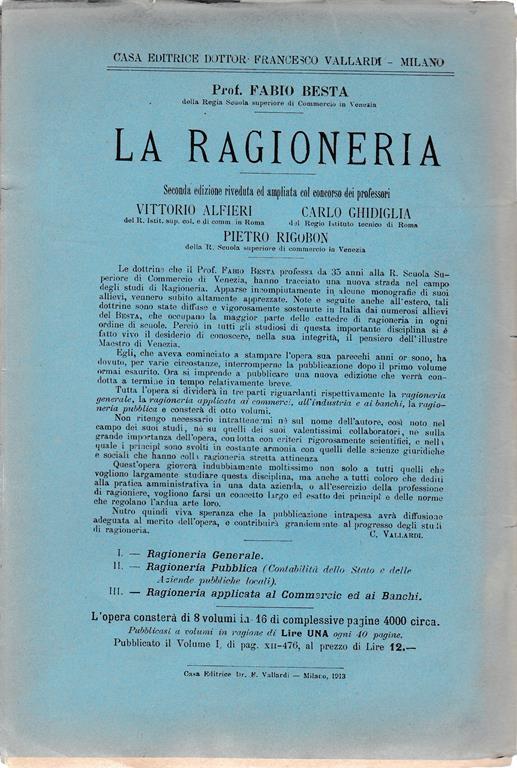 CASA EDITRICE DOTTOR FRANCESCO VALLARDI - MILANO
Prof. FABIO BESTA
della Regia Scuola superiore di Commercio in Venezia
LA RAGIONERIA
Seconda edizione riveduta ed ampliata col concorso dei professori
VITTORIO ALFIERI CARLO GHIDIGLIA
del R. Istit. sup. col. e di comm. in Roma del Regio Istituto tecnico di Roma
PIETRO RIGOBON
della R. Scuola superiore di commercio in Venezia
Le dottrine che il Prof. FABIO BESTA professa da 35 anni alla R. Scuola Su-
periore di Commercio di Venezia, hanno tracciato una nuova strada nel campo
degli studi di Ragioneria. Apparse incompiutamente in alcune monografie di suoi
allievi, vennero subito altamente apprezzate. Note e seguite anche all'estero, tali
dottrine sono state diffuse e vigorosamente sostenute in Italia dai numerosi allievi
del BESTA, che occupano la maggior parte delle cattedre di ragioneria in ogni
ordine di scuole. Perciò in tutti gli studiosi di questa importante disciplina si è
fatto vivo il desiderio di conoscere, nella sua integrità, il pensiero dell'illustre
Maestro di Venezia.
Egli, che aveva cominciato a stampare l'opera sua parecchi anni or sono, ha
dovuto, per varie circostanze, interromperne la pubblicazione dopo il primo volume
ormai esaurito. Ora si imprende a pubblicare una nuova edizione che verrà con-
dotta a termine in tempo relativamente breve.
Tutta l'opera si dividerà in tre parti riguardanti rispettivamente la ragioneria
generale, la ragioneria applicata ai commerci, all'industria e ai banchi, la ragio-
neria pubblica e consterà di otto volumi.
Non ritengo necessario intrattenermi nè sul nome dell'autore, così noto nel
campo dei suoi studi, nè su quelli dei suoi valentissimi collaboratori, nè sulla
grande importanza dell'opera, condotta con criteri rigorosamente scientifici, e nella
quale i principî sono svolti in costante armonia con quelli delle scienze giuridiche
e sociali che hanno colla ragioneria stretta attinenza
Quest'opera gioverà indubbiamente moltissimo non solo a tutti quelli che
vogliono largamente studiare questa disciplina, ma anche a tutti coloro che dediti
alla pratica amministrativa in una data azienda, o all'esercizio della professione
di ragioniere, vogliono farsi un concetto largo ed esatto dei principî e delle norme
che regolano l'ardua arte loro.
Nutro quindi viva speranza che la pubblicazione intrapesa avrà diffusione
adeguata al merito dell'opera, e contribuirà grandemente al progresso degli studi
di ragioneria. C. VALLARDI.
I. — Ragioneria Generale.
II. — Ragioneria Pubblica (Contabilità dello Stato e delle
Aziende pubbliche locali).
III. — Ragioneria applicata al Commercio ed ai Banchi.
L'opera consterà di 8 volumi in-16 di complessive pagine 4000 circa.
Pubblicasi a volumi in ragione di Lire UNA ogni 40 pagine.
Pubblicato il Volume I, di pag. XII-476, al prezzo di Lire 12.—
Casa Editrice Dr. F. Vallardi — Milano, 1913